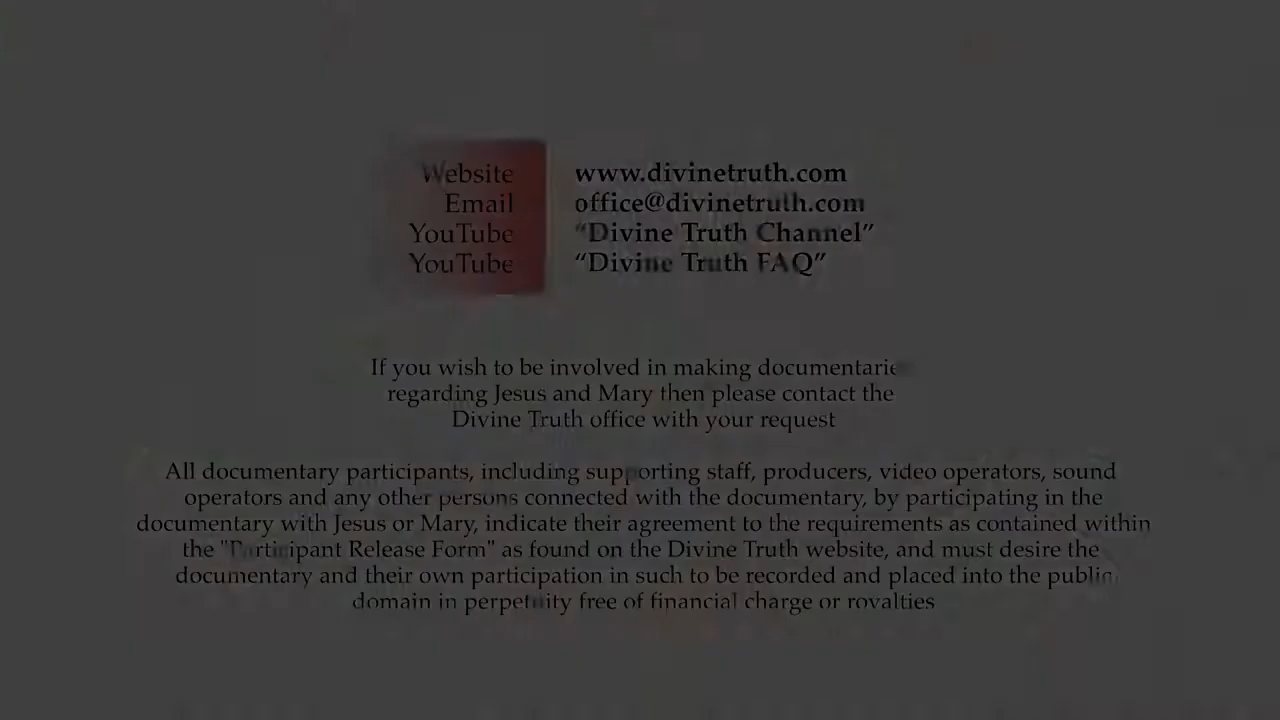 Website www.divinetruth.com
Email office@divinetruth.com
YouTube “Divine Truth Channel”
YouTube “Divine Truth FAQ”
If you wish to be involved in making documentarie
regarding Jesus and Mary then please contact the
Divine Truth office with your request
All documentary participants, including supporting staff, producers, video operators, sound
operators and any other persons connected with the documentary, by participating in the
documentary with Jesus or Mary, indicate their agreement to the requirements as contained within
the "Participant Release Form" as found on the Divine Truth website, and must desire the
documentary and their own participation in such to be recorded and placed into the public
domain in perpetuity free of financial charge or royalties